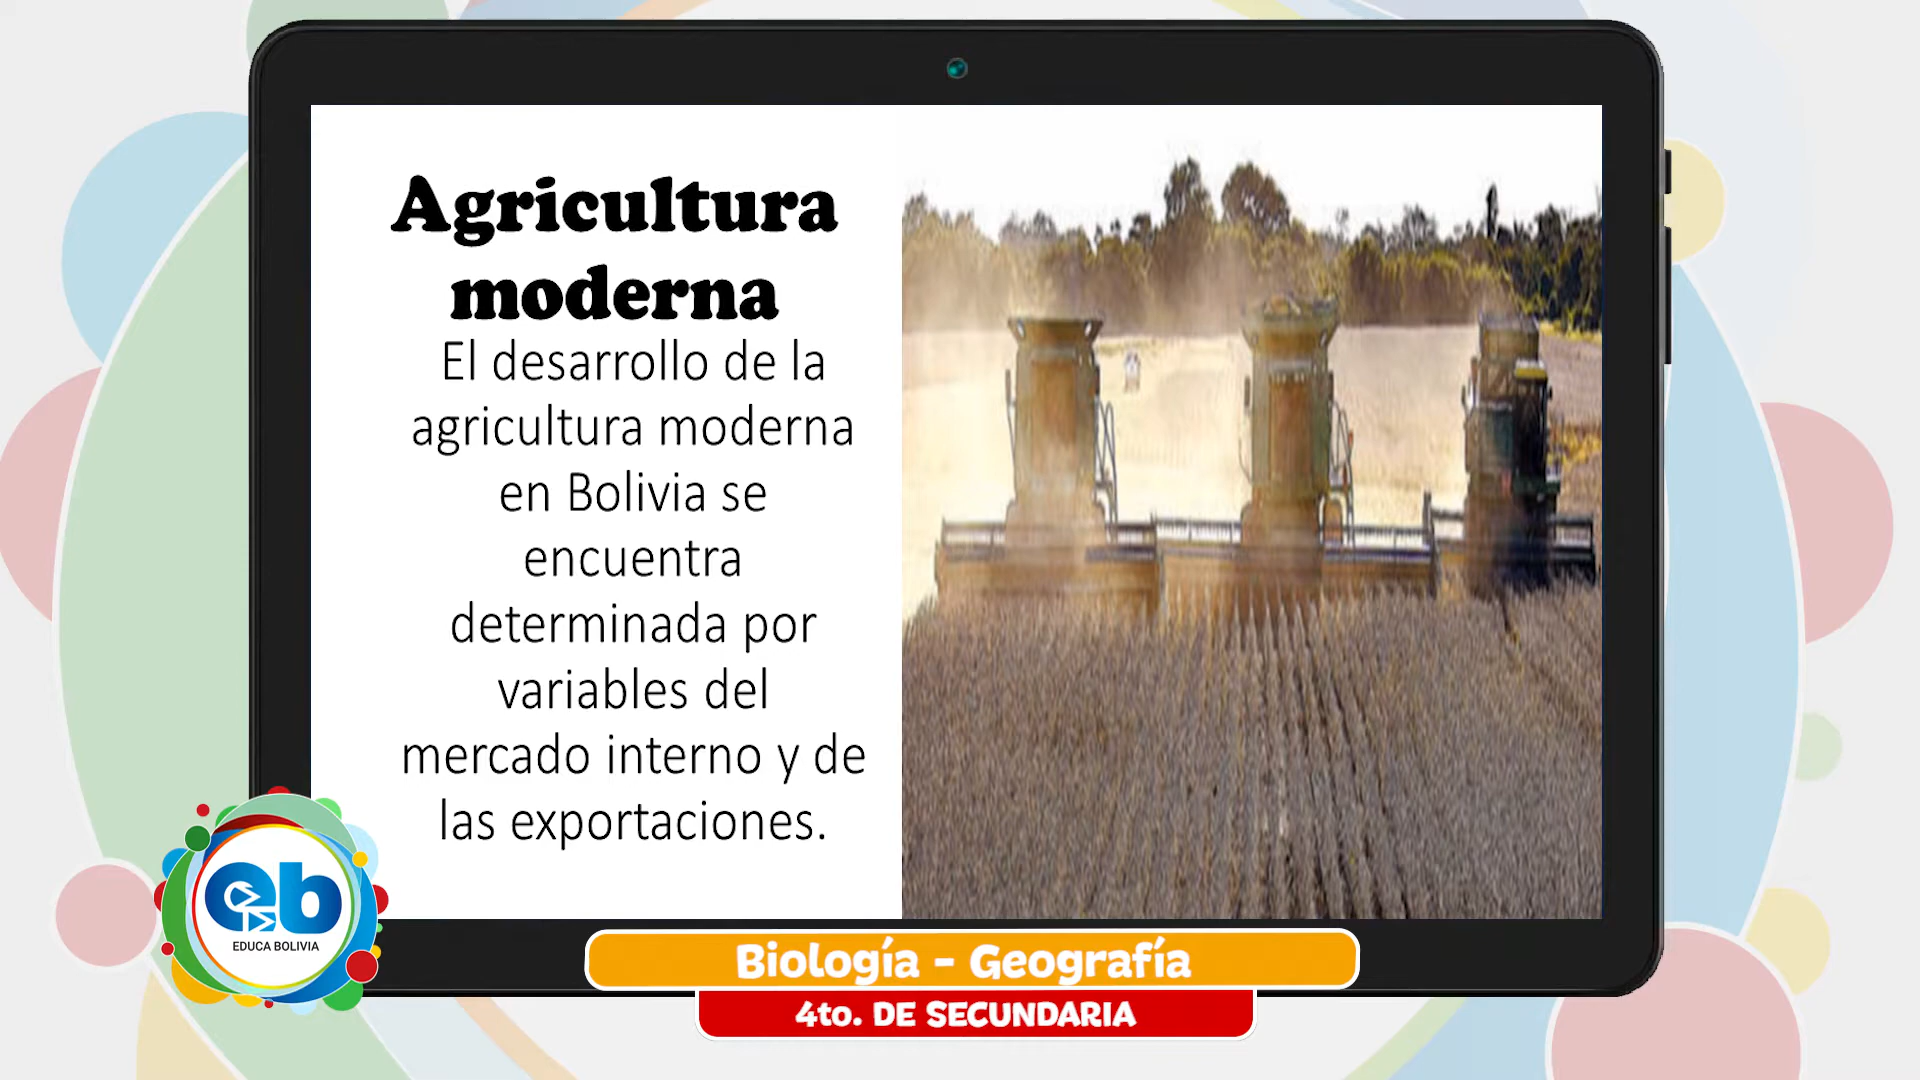 Agricultura
moderna
El desarrollo de la
agricultura moderna
en Bolivia se
encuentra
determinada por
variables del
mercado interno y de
las exportaciones.
eb
EDUCA BOLIVIA
Biología - Geografía
4to. DE SECUNDARIA